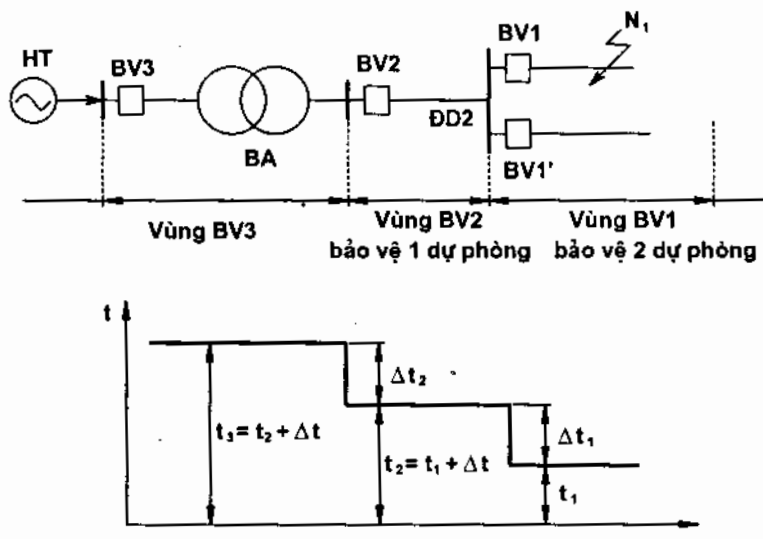 HT
BV3
BA
BV2
ĐD2
BV1
N₁
BV1'
Vùng BV3
Vùng BV2
bảo vệ 1 dự phòng
Vùng BV1
bảo vệ 2 dự phòng
t
t₃= t₂ + Δt
Δt₂
t₂= t₁ + Δt
Δt₁
t₁